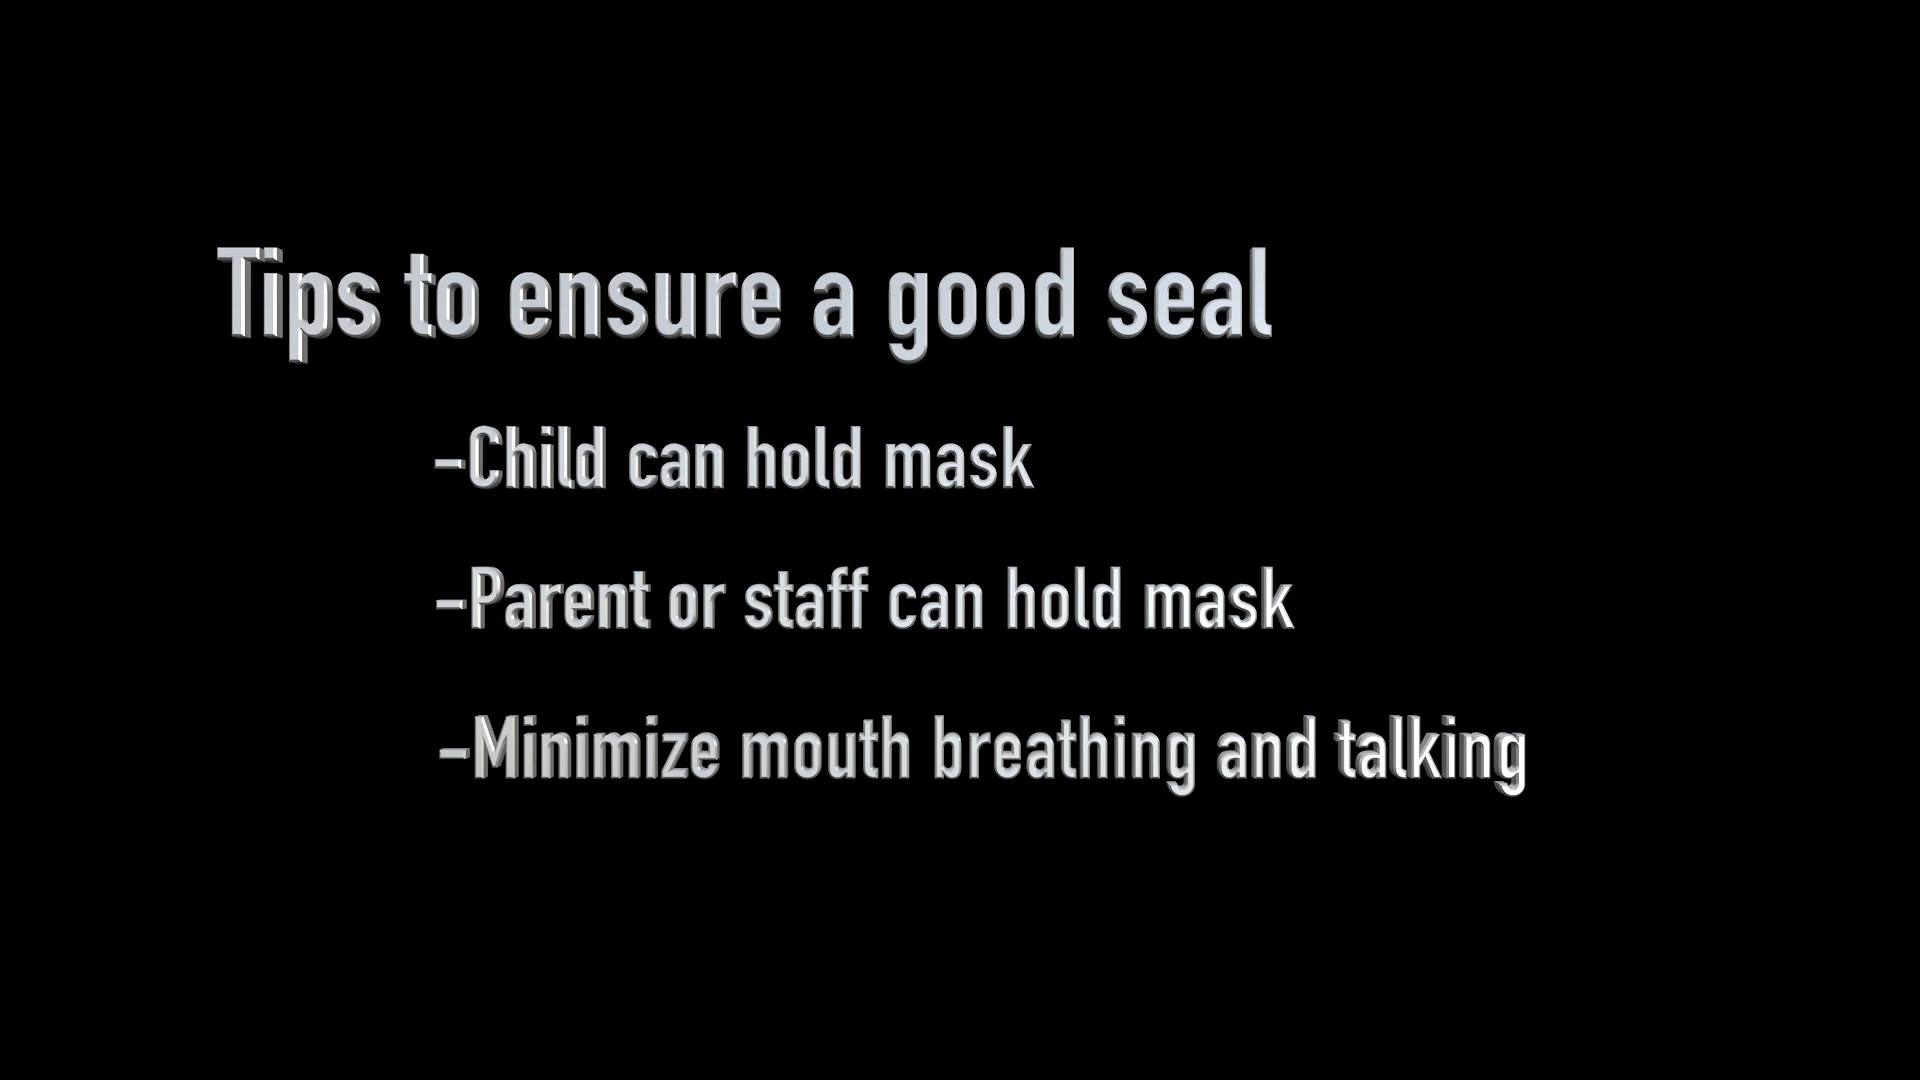 Tips to ensure a good seal
-Child can hold mask
-Parent or staff can hold mask
-Minimize mouth breathing and talking